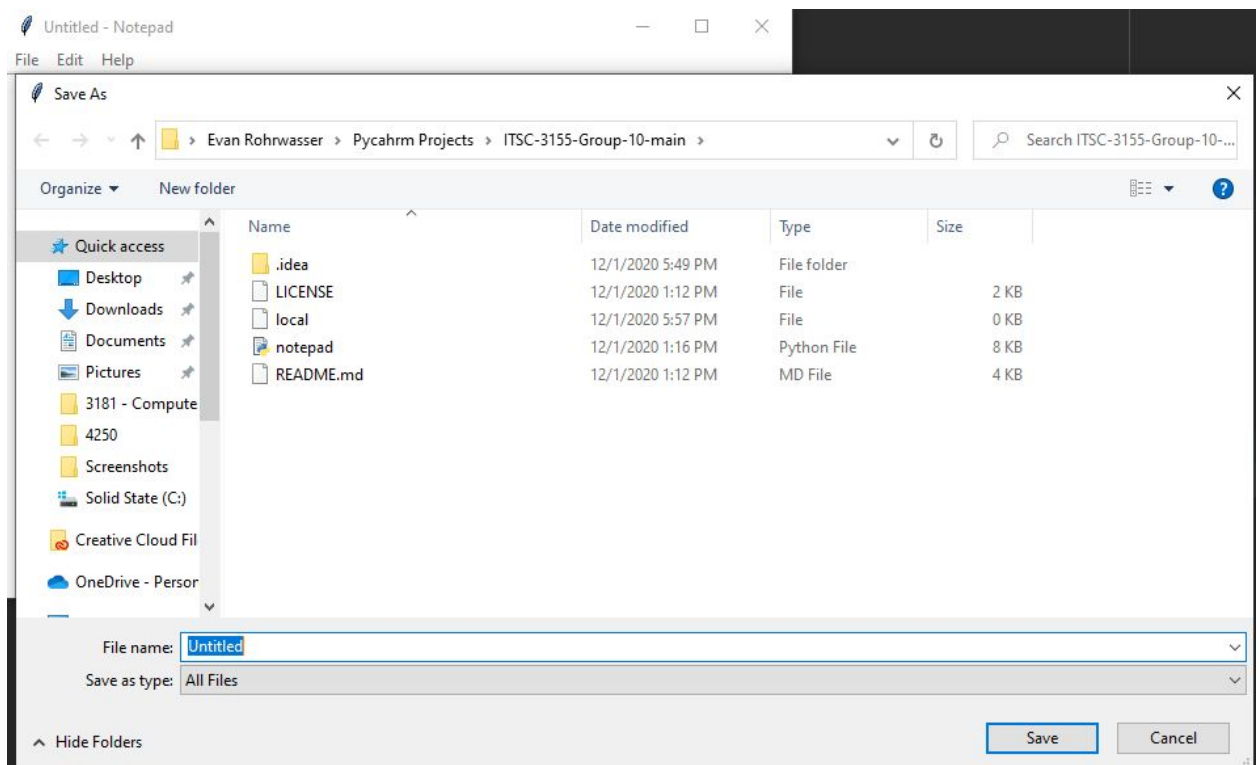 Untitled - Notepad
File Edit Help
Save As
Evan Rohrwasser > Pycahrm Projects > ITSC-3155-Group-10-main >
Search ITSC-3155-Group-10-...
Organize New folder
Name Date modified Type Size
Quick access
Desktop
Downloads
Documents
Pictures
3181 - Compute
4250
Screenshots
Solid State (C:)
Creative Cloud Fil
OneDrive - Person
.idea 12/1/2020 5:49 PM File folder
LICENSE 12/1/2020 1:12 PM File 2 KB
local 12/1/2020 5:57 PM File 0 KB
notepad 12/1/2020 1:16 PM Python File 8 KB
README.md 12/1/2020 1:12 PM MD File 4 KB
File name: Untitled
Save as type: All Files
Hide Folders
Save Cancel